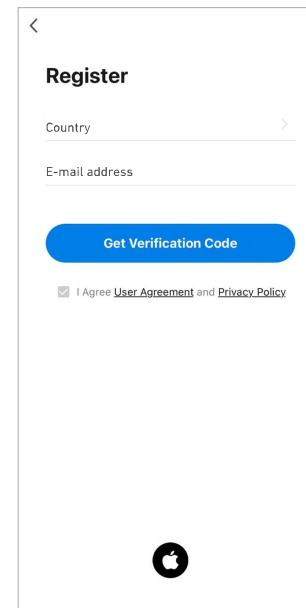 Register
Country
E-mail address
Get Verification Code
I Agree User Agreement and Privacy Policy